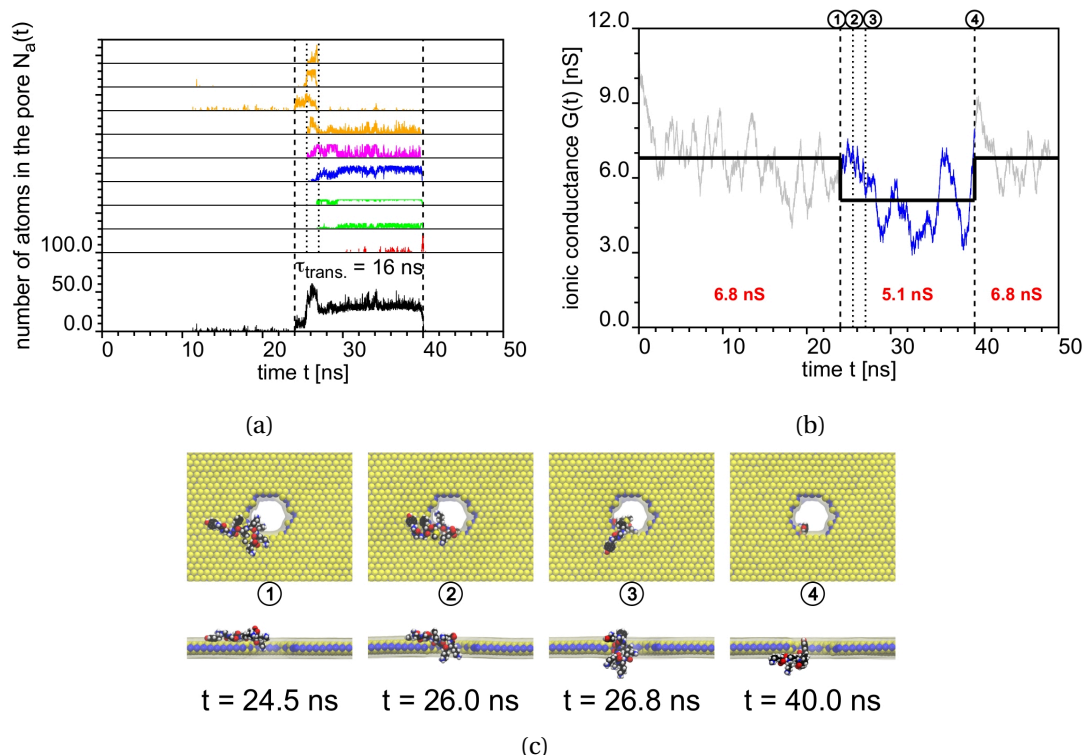 number of atoms in the pore Nₐ(t)
100.0
50.0
0.0
τtrans. = 16 ns
0 10 20 30 40 50
time t [ns]
(a)
① ② ③ ④
ionic conductance G(t) [nS]
12.0
9.0
6.0
3.0
0.0
6.8 nS 5.1 nS 6.8 nS
0 10 20 30 40 50
time t [ns]
(b)
① ② ③ ④
t = 24.5 ns t = 26.0 ns t = 26.8 ns t = 40.0 ns
(c)